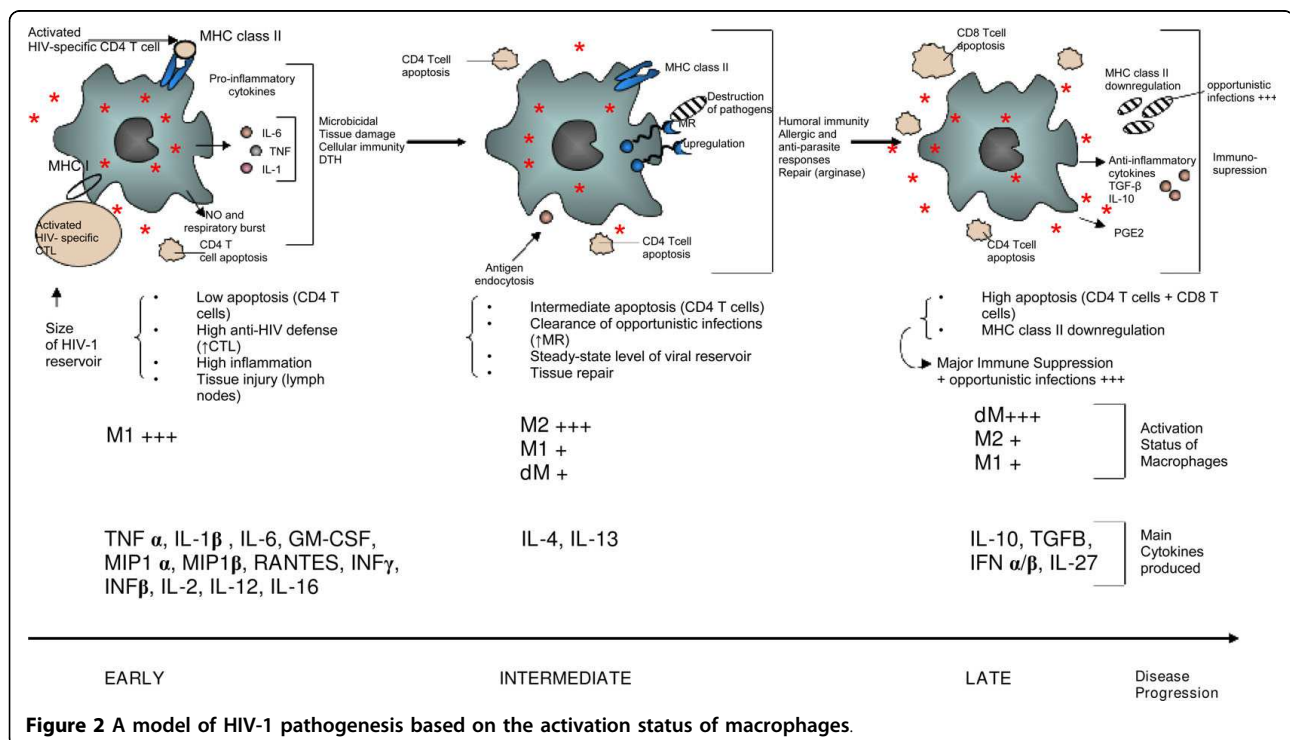 Activated
HIV-specific CD4 T cell
MHC class II
Pro-inflammatory
cytokines
IL-6
TNF
IL-1
MHC I
NO and
respiratory burst
Activated
HIV- specific
CTL
CD4 T
cell apoptosis
Microbicidal
Tissue damage
Cellular immunity
DTH
CD4 Tcell
apoptosis
MHC class II
Destruction
of pathogens
MR
upregulation
Antigen
endocytosis
CD4 Tcell
apoptosis
Humoral immunity
Allergic and
anti-parasite
responses
Repair (arginase)
CD8 Tcell
apoptosis
MHC class II
downregulation
opportunistic
infections +++
Anti-inflammatory
cytokines
TGF-β
IL-10
Immuno-
supression
PGE2
CD4 Tcell
apoptosis
Size
of HIV-1
reservoir
• Low apoptosis (CD4 T
cells)
• High anti-HIV defense
(↑CTL)
• High inflammation
• Tissue injury (lymph
nodes)
• Intermediate apoptosis (CD4 T cells)
• Clearance of opportunistic infections
(↑MR)
• Steady-state level of viral reservoir
• Tissue repair
• High apoptosis (CD4 T cells + CD8 T
cells)
• MHC class II downregulation
Major Immune Suppression
+ opportunistic infections +++
M1 +++
M2 +++
M1 +
dM +
dM+++
M2 +
M1 +
Activation
Status of
Macrophages
TNF α, IL-1β , IL-6, GM-CSF,
MIP1 α, MIP1β, RANTES, INFγ,
INFβ, IL-2, IL-12, IL-16
IL-4, IL-13
IL-10, TGFB,
IFN α/β, IL-27
Main
Cytokines
produced
EARLY
INTERMEDIATE
LATE
Disease
Progression
Figure 2 A model of HIV-1 pathogenesis based on the activation status of macrophages.